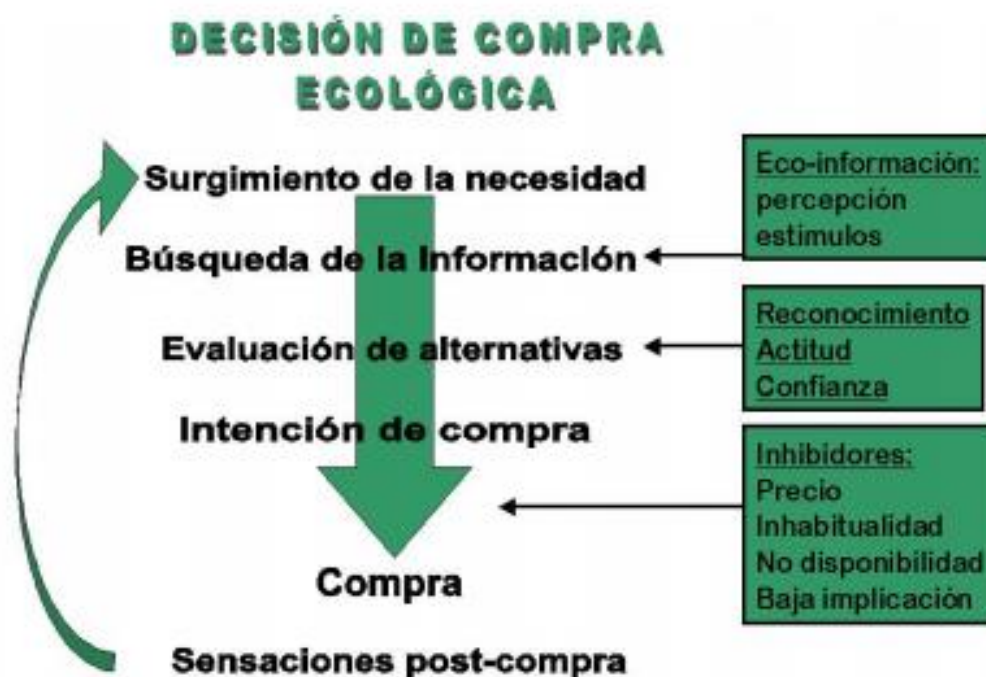 DECISIÓN DE COMPRA
ECOLÓGICA
Surgimiento de la necesidad
Búsqueda de la Información
Evaluación de alternativas
Intención de compra
Compra
Sensaciones post-compra
Eco-información:
percepción
estimulos
Reconocimiento
Actitud
Confianza
Inhibidores:
Precio
Inhabitualidad
No disponibilidad
Baja implicación